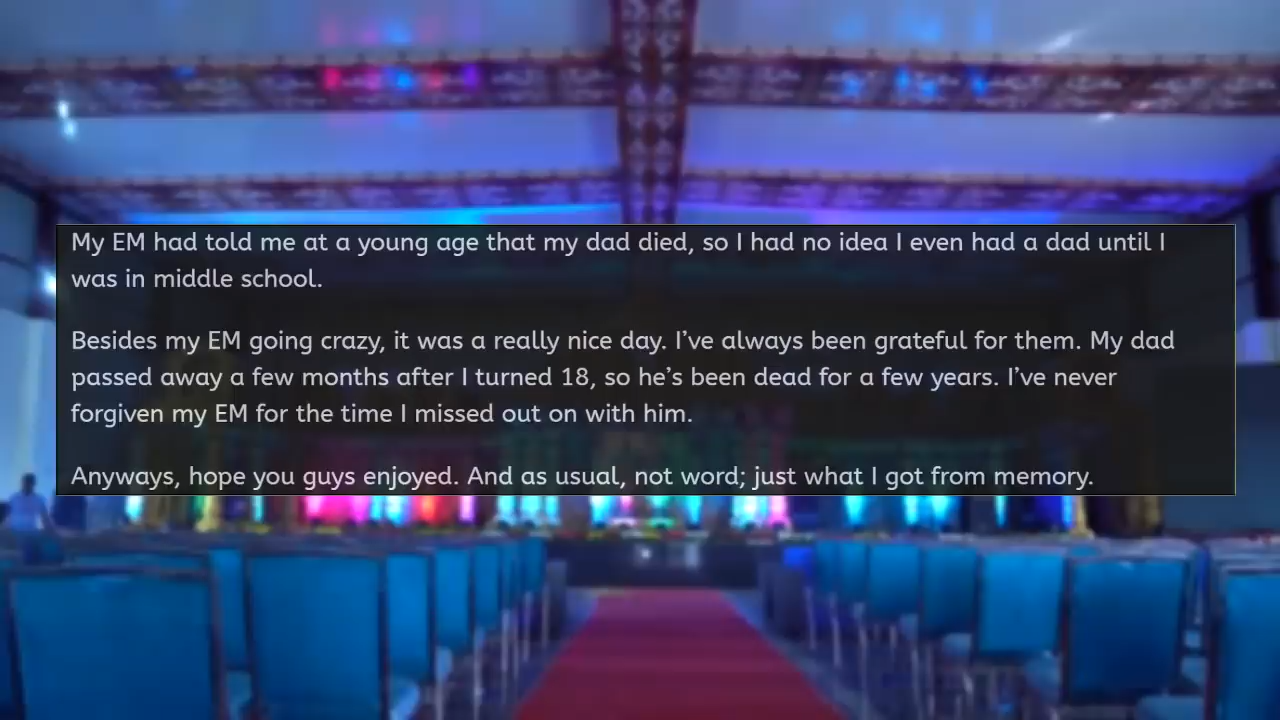 My EM had told me at a young age that my dad died, so I had no idea I even had a dad until I
was in middle school.
Besides my EM going crazy, it was a really nice day. I’ve always been grateful for them. My dad
passed away a few months after I turned 18, so he’s been dead for a few years. I’ve never
forgiven my EM for the time I missed out on with him.
Anyways, hope you guys enjoyed. And as usual, not word; just what I got from memory.